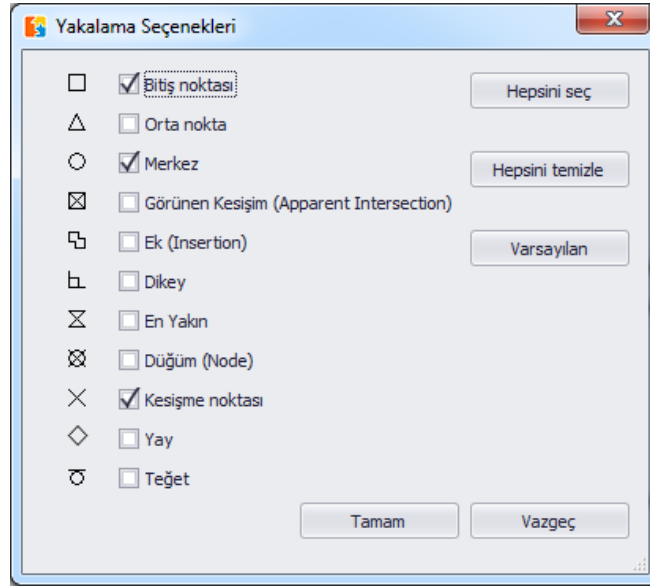 Yakalama Seçenekleri
Bitiş noktası
Hepsini seç
Orta nokta
Merkez
Hepsini temizle
Görünen Kesişim (Apparent Intersection)
Ek (Insertion)
Varsayılan
Dikey
En Yakın
Düğüm (Node)
Kesişme noktası
Yay
Teğet
Tamam
Vazgeç